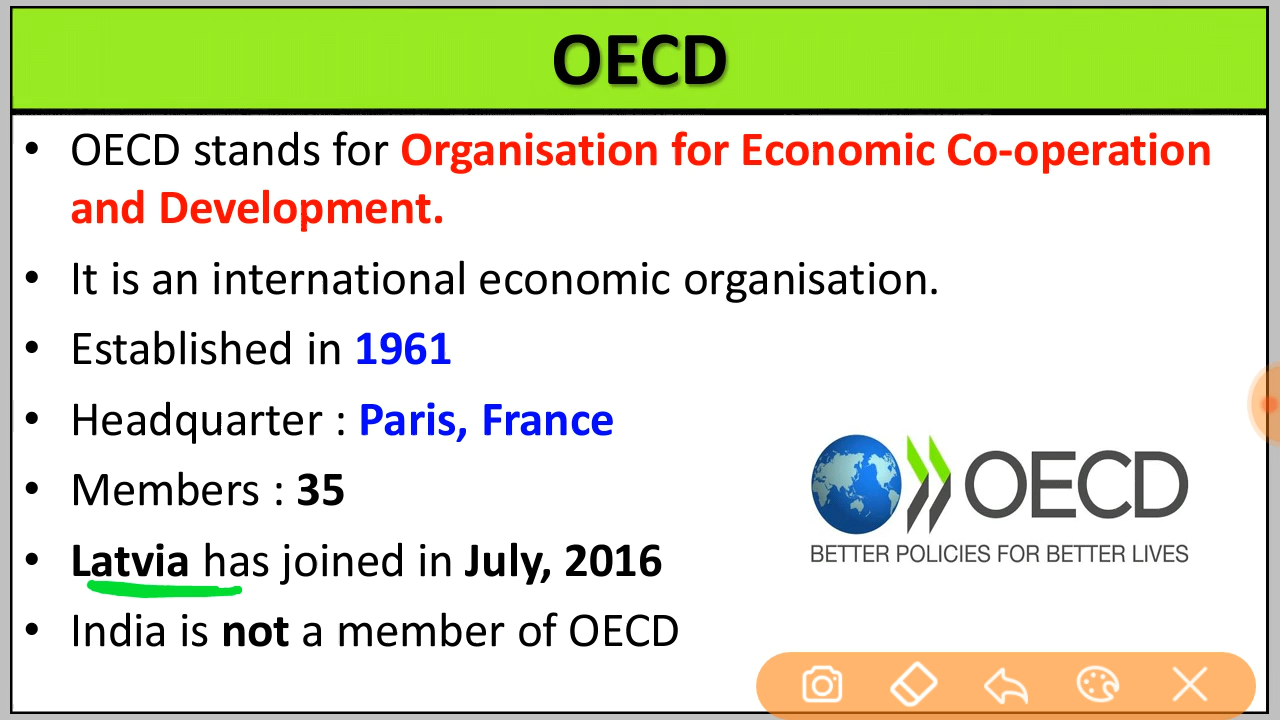 OECD
• OECD stands for Organisation for Economic Co-operation
and Development.
• It is an international economic organisation.
• Established in 1961
• Headquarter : Paris, France
• Members : 35
• Latvia has joined in July, 2016
• India is not a member of OECD
OECD
BETTER POLICIES FOR BETTER LIVES